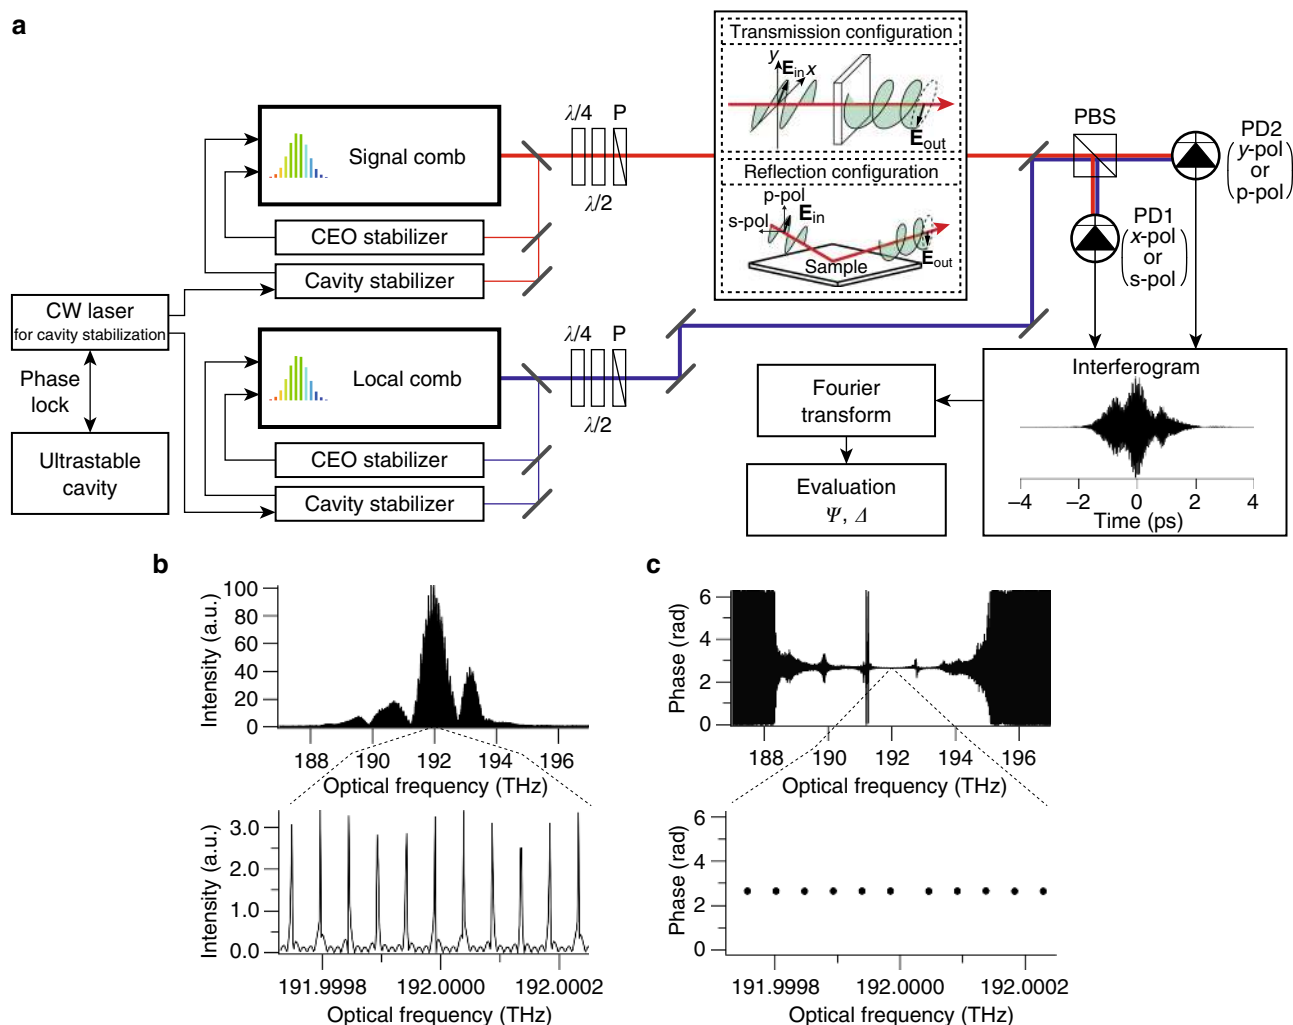 a
Transmission configuration
y
E_in x
E_out
Reflection configuration
p-pol
s-pol
E_in
E_out
Sample
λ/4 P
λ/2
Signal comb
CEO stabilizer
Cavity stabilizer
CW laser
for cavity stabilization
Phase
lock
Ultrastable
cavity
Local comb
CEO stabilizer
Cavity stabilizer
λ/4 P
λ/2
PBS
PD2
(y-pol
or
p-pol)
PD1
(x-pol
or
s-pol)
Interferogram
−4 −2 0 2 4
Time (ps)
Fourier
transform
Evaluation
Ψ, Δ
b
Intensity (a.u.)
100
80
60
40
20
0
188 190 192 194 196
Optical frequency (THz)
Intensity (a.u.)
3.0
2.0
1.0
0.0
191.9998 192.0000 192.0002
Optical frequency (THz)
c
Phase (rad)
6
4
2
0
188 190 192 194 196
Optical frequency (THz)
Phase (rad)
6
4
2
0
191.9998 192.0000 192.0002
Optical frequency (THz)